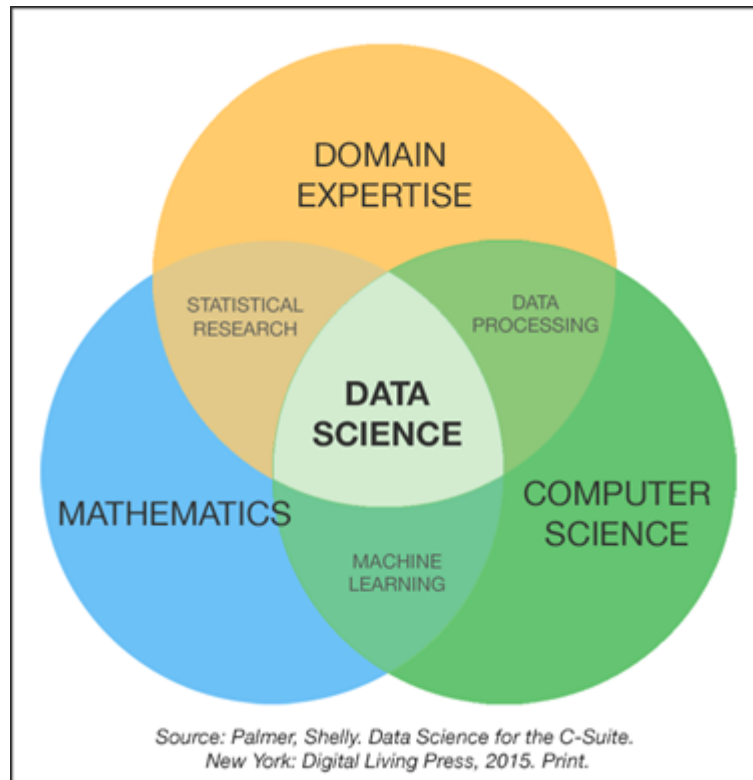 DOMAIN
EXPERTISE
STATISTICAL
RESEARCH
DATA
PROCESSING
DATA
SCIENCE
MATHEMATICS
COMPUTER
SCIENCE
MACHINE
LEARNING
Source: Palmer, Shelly. Data Science for the C-Suite.
New York: Digital Living Press, 2015. Print.